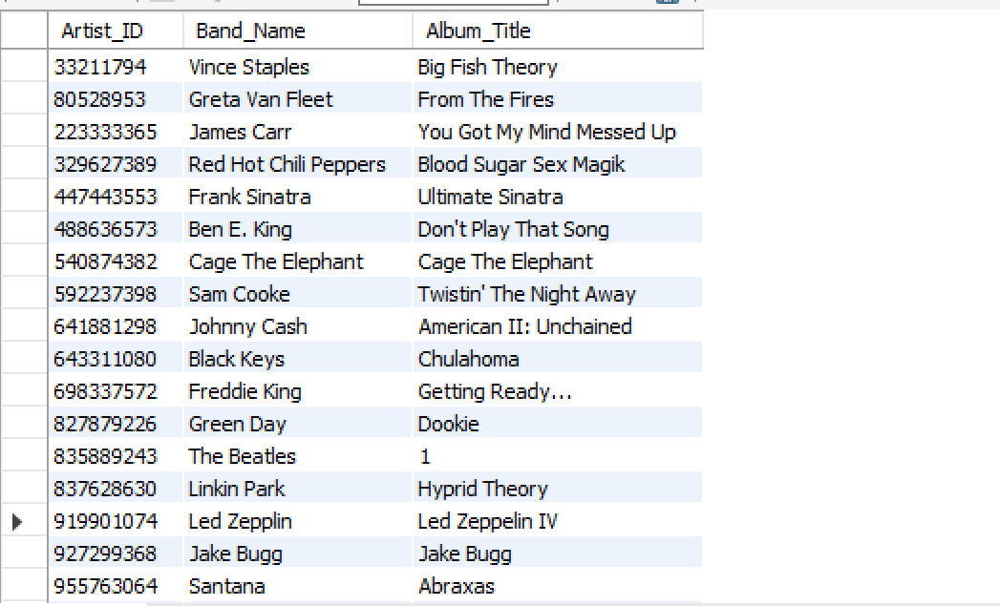 Artist_ID Band_Name Album_Title
33211794 Vince Staples Big Fish Theory
80528953 Greta Van Fleet From The Fires
223333365 James Carr You Got My Mind Messed Up
329627389 Red Hot Chili Peppers Blood Sugar Sex Magik
447443553 Frank Sinatra Ultimate Sinatra
488636573 Ben E. King Don't Play That Song
540874382 Cage The Elephant Cage The Elephant
592237398 Sam Cooke Twistin' The Night Away
641881298 Johnny Cash American II: Unchained
643311080 Black Keys Chulahoma
698337572 Freddie King Getting Ready...
827879226 Green Day Dookie
835889243 The Beatles 1
837628630 Linkin Park Hyprid Theory
919901074 Led Zepplin Led Zeppelin IV
927299368 Jake Bugg Jake Bugg
955763064 Santana Abraxas